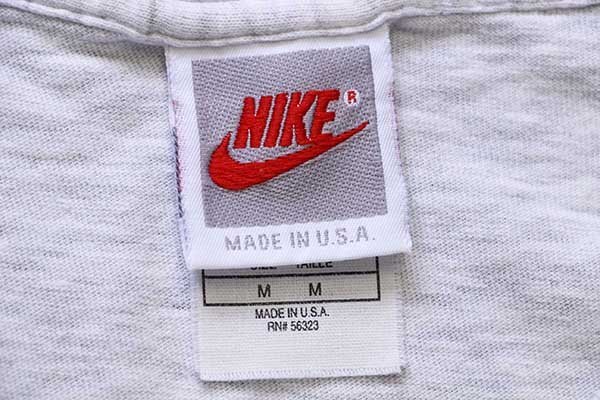 NIKE ®
MADE IN U.S.A.
SIZE TAILLE
M M
MADE IN U.S.A.
RN# 56323